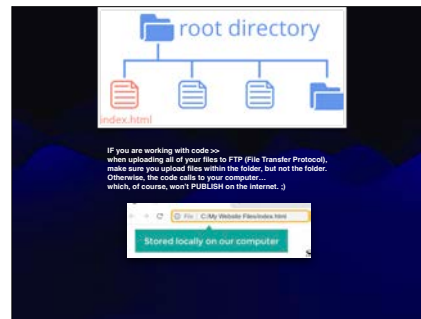 root directory
index.html
IF you are working with code >>
when uploading all of your files to FTP (File Transfer Protocol),
make sure you upload files within the folder, but not the folder.
Otherwise, the code calls to your computer...
which, of course, won't PUBLISH on the internet. ;)
File | C:/My Website Files/index.html
Stored locally on our computer